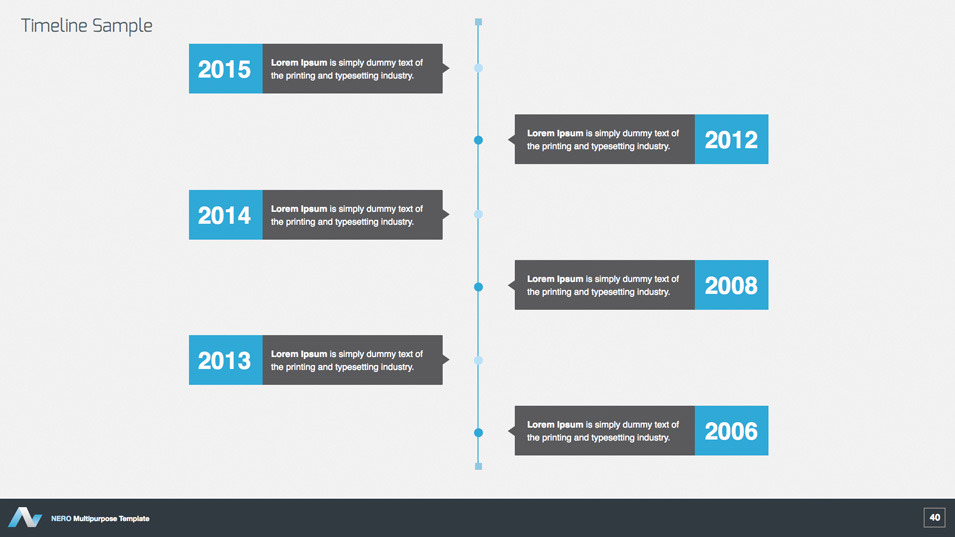 Timeline Sample
2015
Lorem Ipsum is simply dummy text of
the printing and typesetting industry.
2012
Lorem Ipsum is simply dummy text of
the printing and typesetting industry.
2014
Lorem Ipsum is simply dummy text of
the printing and typesetting industry.
2008
Lorem Ipsum is simply dummy text of
the printing and typesetting industry.
2013
Lorem Ipsum is simply dummy text of
the printing and typesetting industry.
2006
Lorem Ipsum is simply dummy text of
the printing and typesetting industry.
NERO Multipurpose Template
40